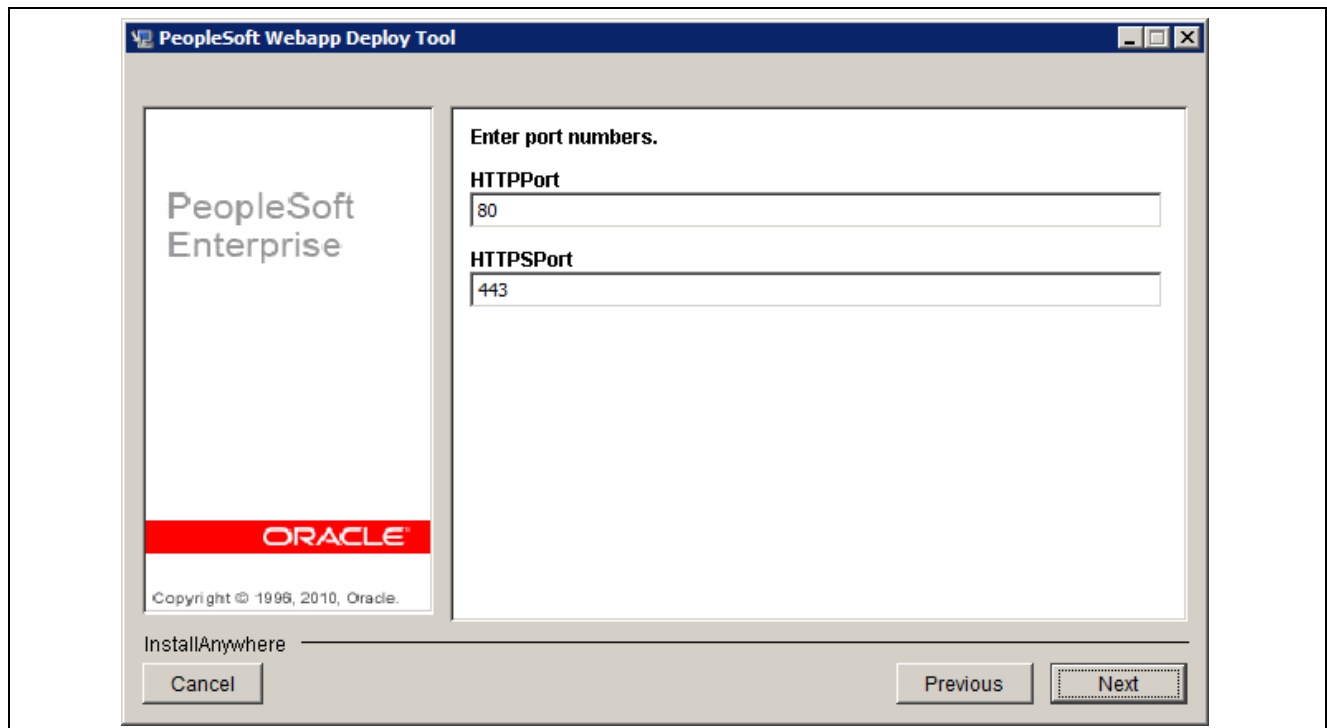 PeopleSoft Webapp Deploy Tool
PeopleSoft
Enterprise
ORACLE
Copyright © 1996, 2010, Oracle.
Enter port numbers.
HTTPPort
80
HTTPSPort
443
InstallAnywhere
Cancel
Previous
Next